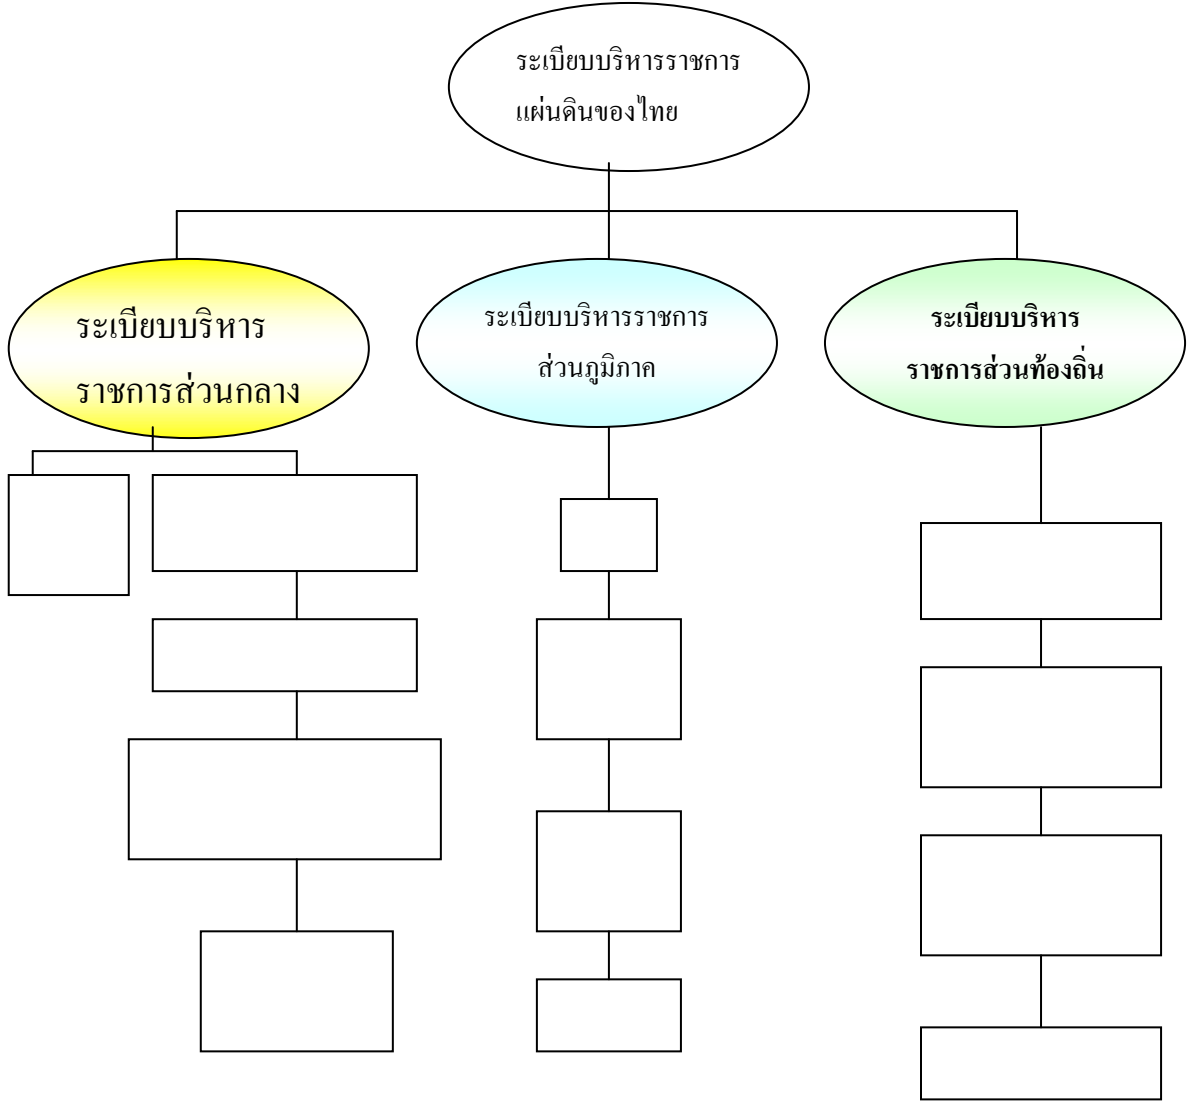 ระเบียบบริหารราชการ
แผ่นดินของไทย
ระเบียบบริหาร
ราชการส่วนกลาง
ระเบียบบริหารราชการ
ส่วนภูมิภาค
ระเบียบบริหาร
ราชการส่วนท้องถิ่น